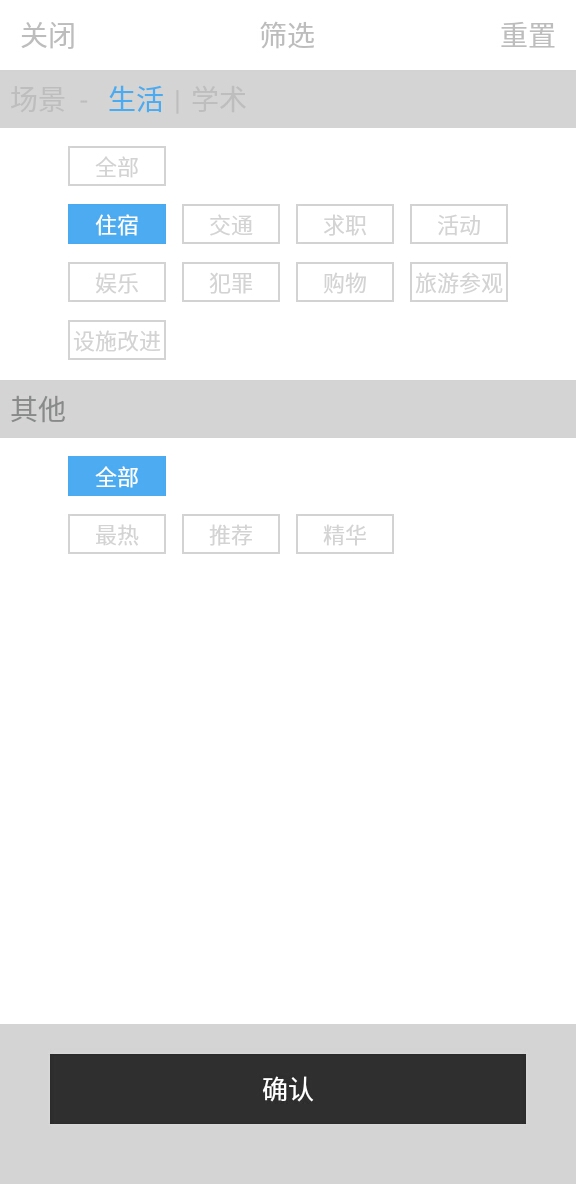 关闭 筛选 重置
场景 - 生活 | 学术
全部
住宿 交通 求职 活动
娱乐 犯罪 购物 旅游参观
设施改进
其他
全部
最热 推荐 精华
确认